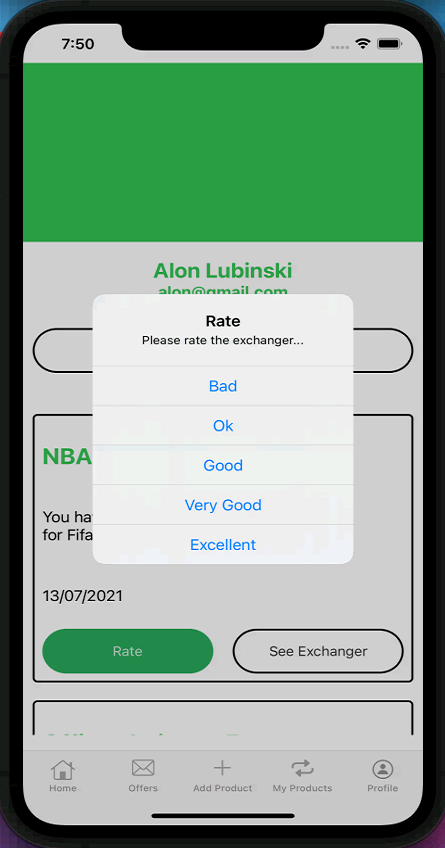 7:50
Alon Lubinski
alon@gmail.com
Rate
Please rate the exchanger...
Bad
Ok
Good
Very Good
Excellent
NBA
You
for Fifa
13/07/2021
Rate
See Exchanger
Home
Offers
Add Product
My Products
Profile